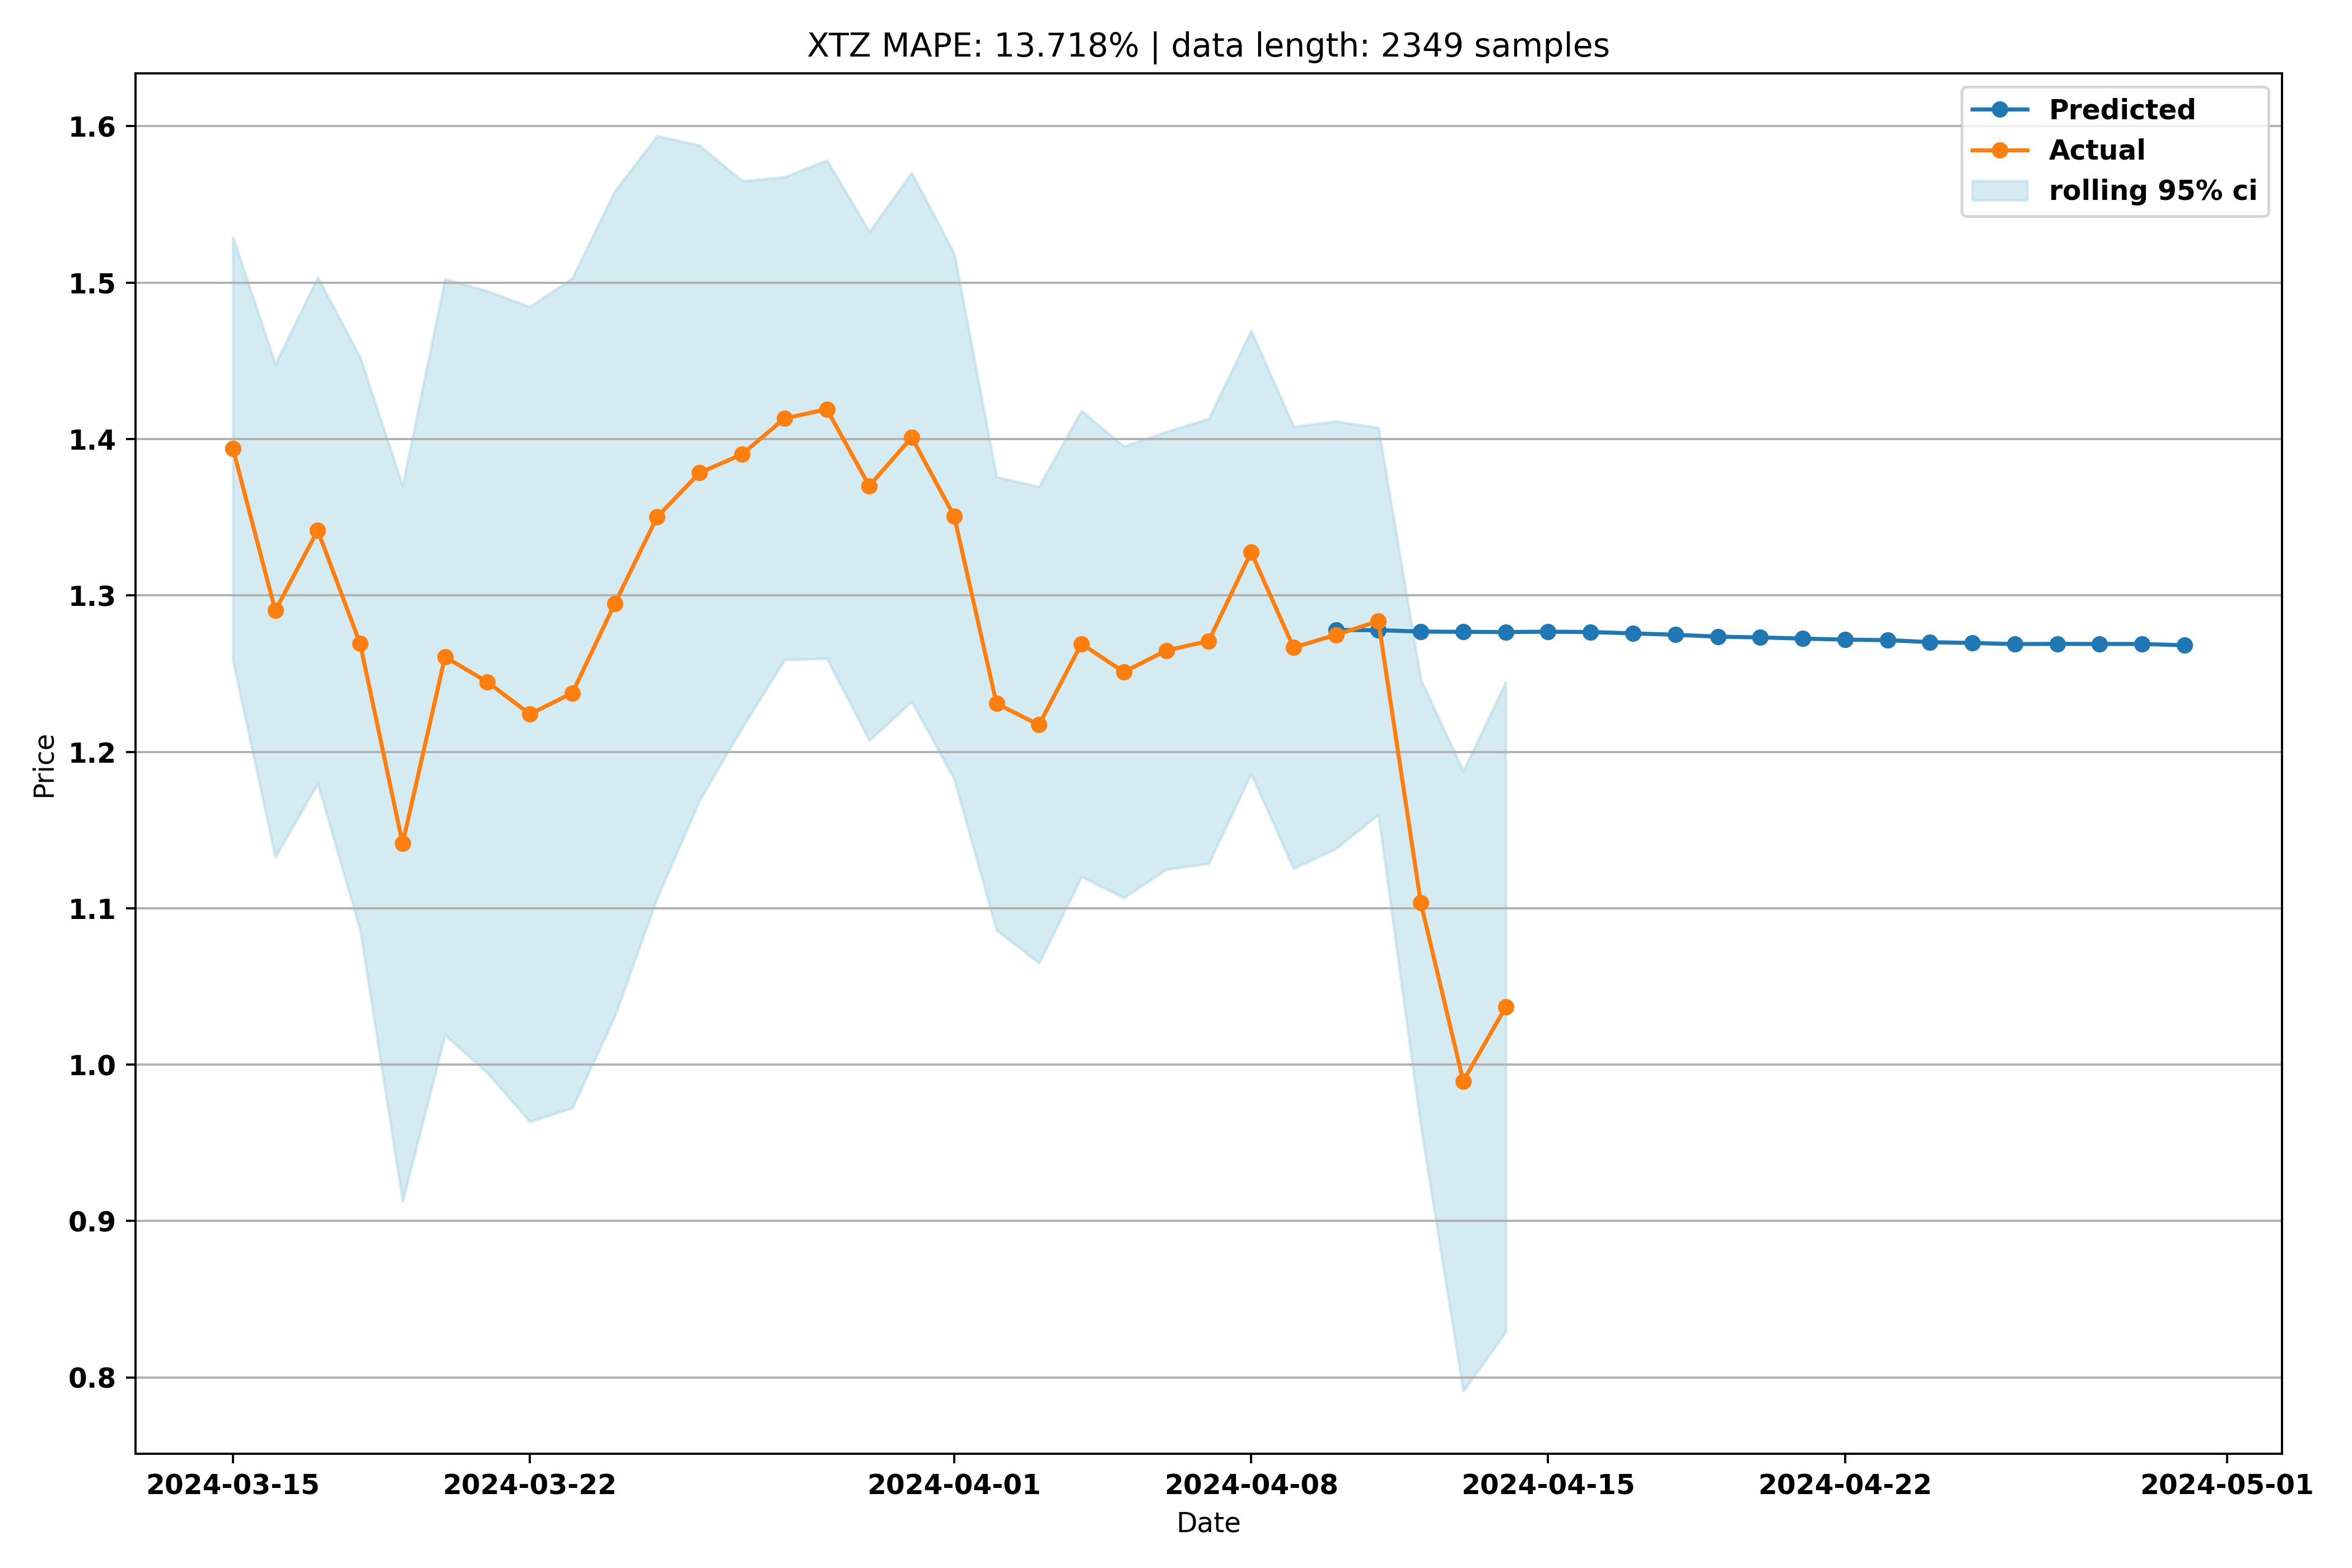 XTZ MAPE: 13.718% | data length: 2349 samples
Predicted
Actual
rolling 95% ci
1.6
1.5
1.4
1.3
1.2
1.1
1.0
0.9
0.8
Price
2024-03-15
2024-03-22
2024-04-01
2024-04-08
2024-04-15
2024-04-22
2024-05-01
Date